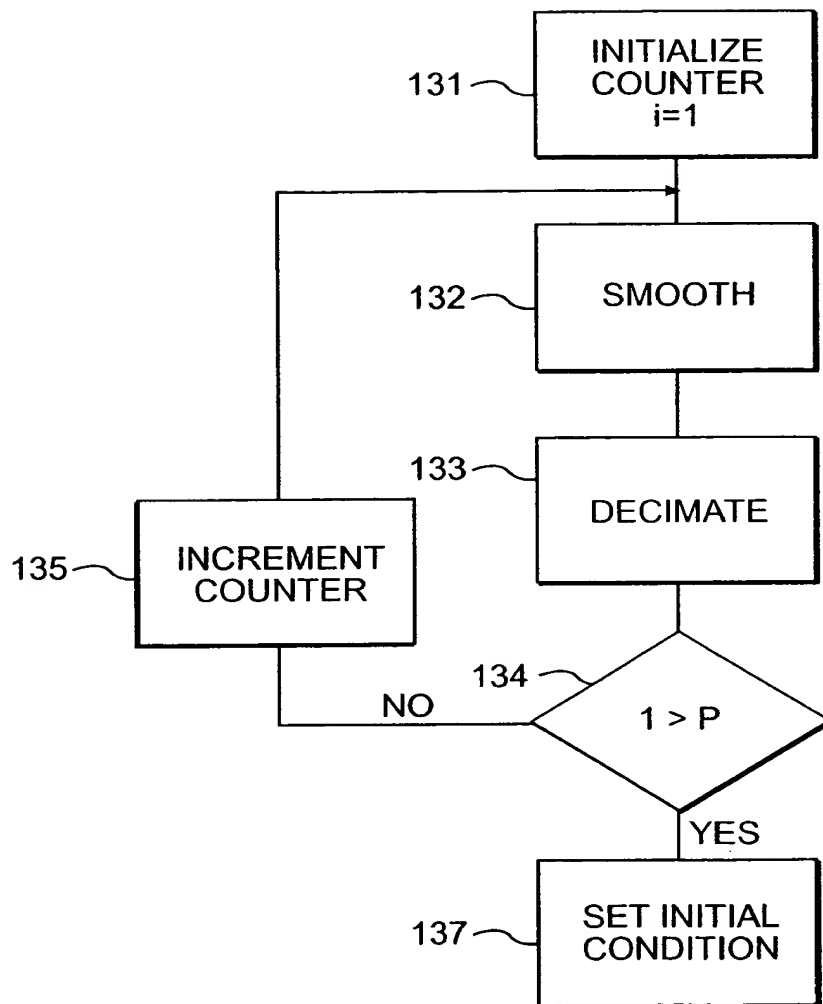 INITIALIZE
COUNTER
i=1
131
SMOOTH
132
DECIMATE
133
INCREMENT
COUNTER
135
134
1 > P
NO
YES
SET INITIAL
CONDITION
137